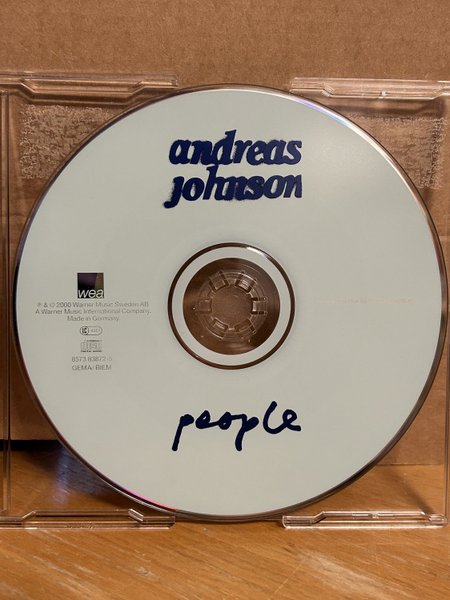 andreas
johnson
wea
℗ & © 2000 Warner Music Sweden AB
A Warner Music International Company.
Made in Germany.
8573 83872-5
GEMA/ BIEM
people